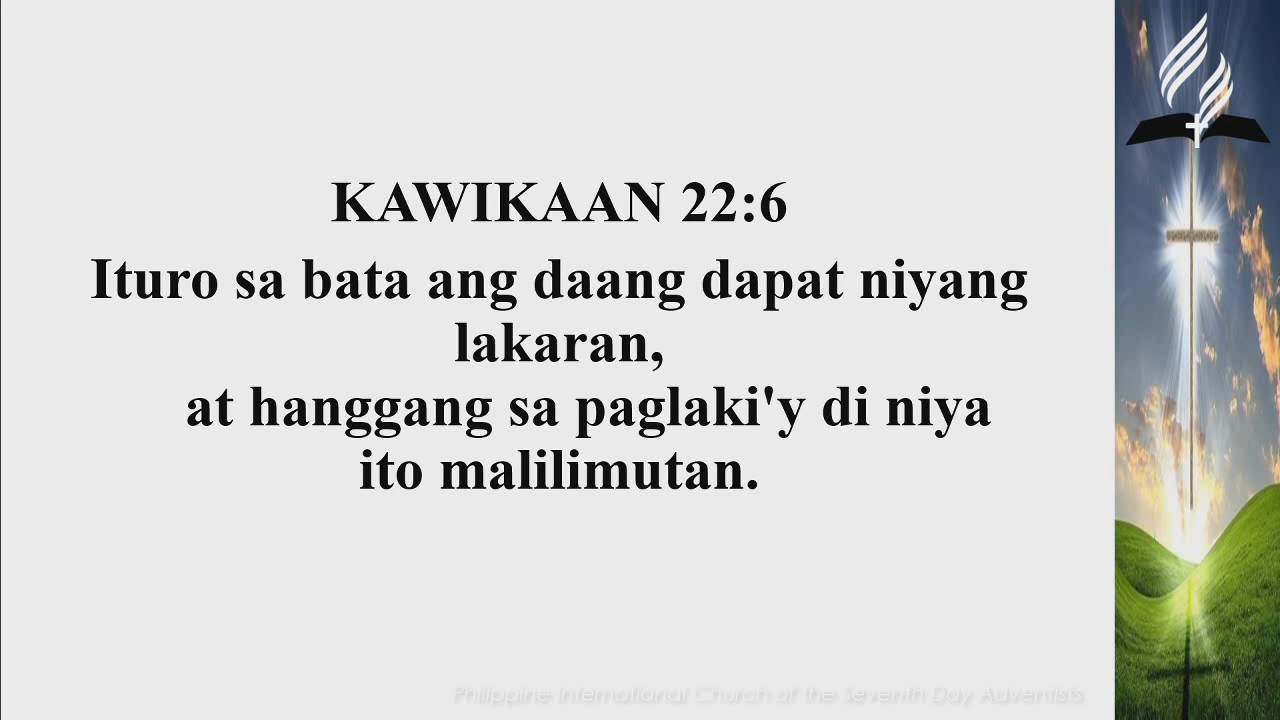 KAWIKAAN 22:6
Ituro sa bata ang daang dapat niyang
lakaran,
at hanggang sa paglaki'y di niya
ito malilimutan.
Philippine International Church of the Seventh Day Adventists